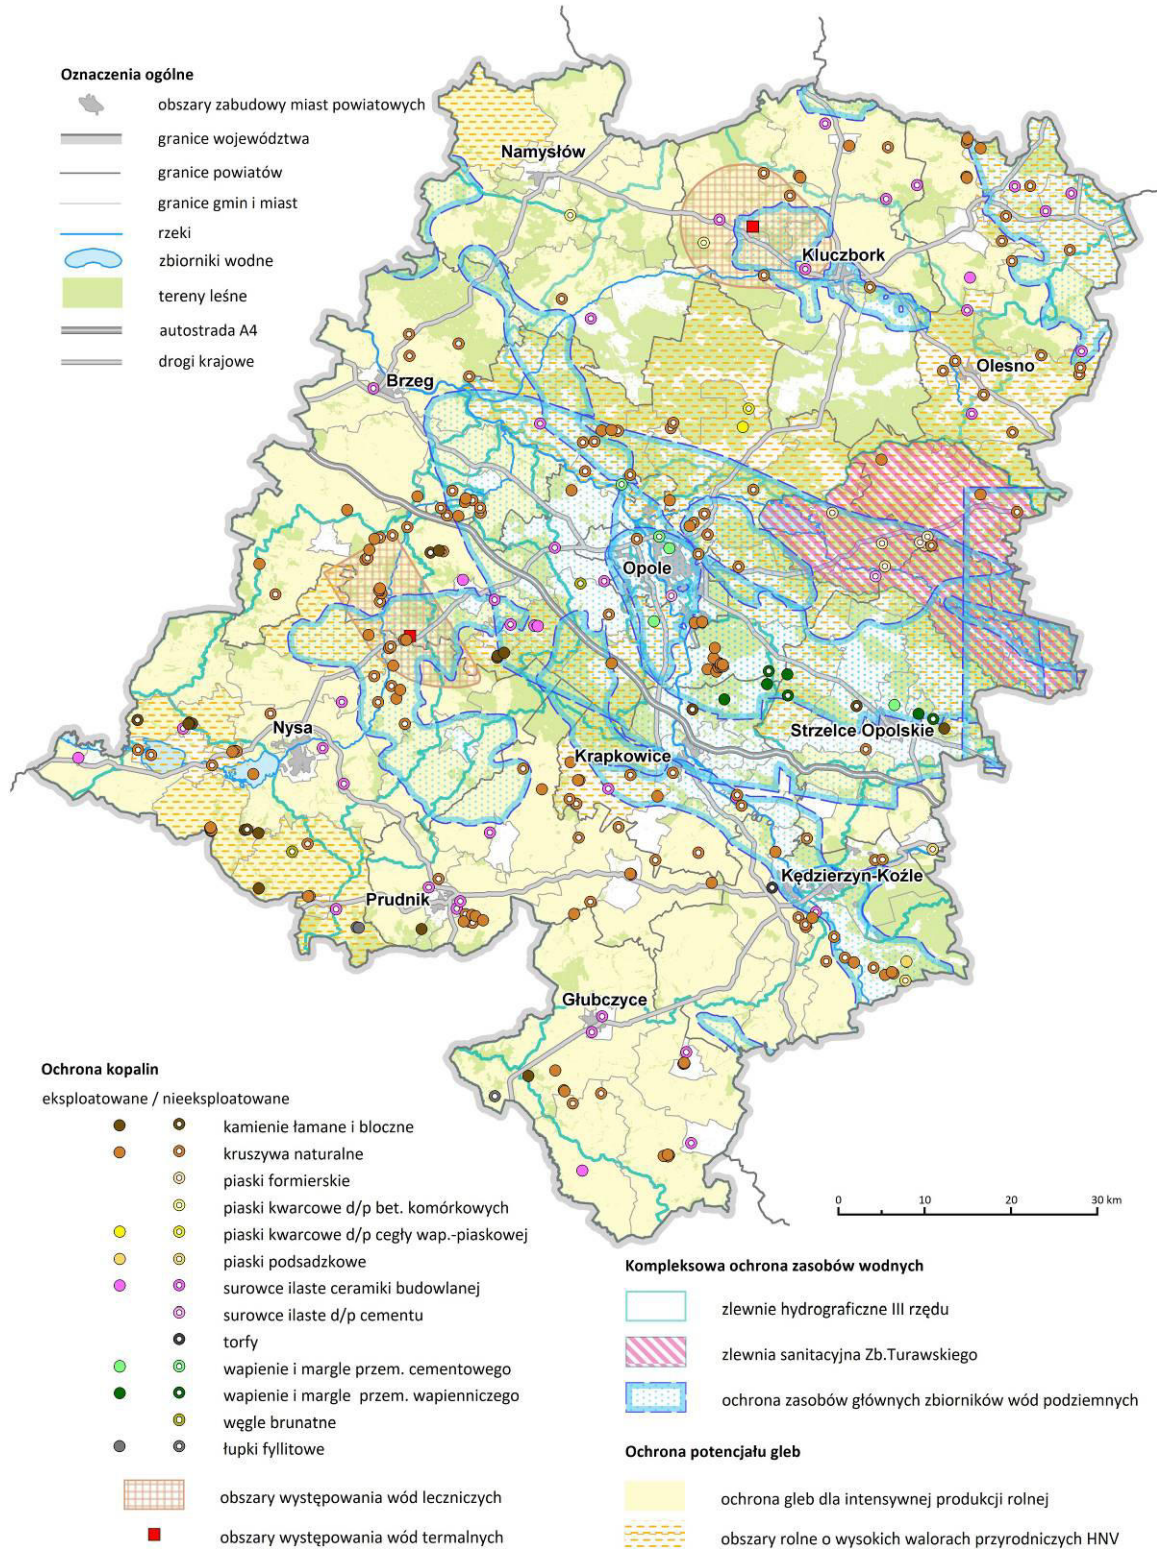 Oznaczenia ogólne
obszary zabudowy miast powiatowych
granice województwa
granice powiatów
granice gmin i miast
rzeki
zbiorniki wodne
tereny leśne
autostrada A4
drogi krajowe
Namysłów
Kluczbork
Olesno
Brzeg
Opole
Strzelce Opolskie
Nysa
Krapkowice
Kędzierzyn-Koźle
Prudnik
Głubczyce
Ochrona kopalin
eksploatowane / nieeksploatowane
kamienie łamane i bloczne
kruszywa naturalne
piaski formierskie
piaski kwarcowe d/p bet. komórkowych
piaski kwarcowe d/p cegły wap.-piaskowej
piaski podsadzkowe
surowce ilaste ceramiki budowlanej
surowce ilaste d/p cementu
torfy
wapienie i margle przem. cementowego
wapienie i margle przem. wapienniczego
węgle brunatne
łupki fyllitowe
obszary występowania wód leczniczych
obszary występowania wód termalnych
0 10 20 30 km
Kompleksowa ochrona zasobów wodnych
zlewnie hydrograficzne III rzędu
zlewnia sanitacyjna Zb.Turawskiego
ochrona zasobów głównych zbiorników wód podziemnych
Ochrona potencjału gleb
ochrona gleb dla intensywnej produkcji rolnej
obszary rolne o wysokich walorach przyrodniczych HNV